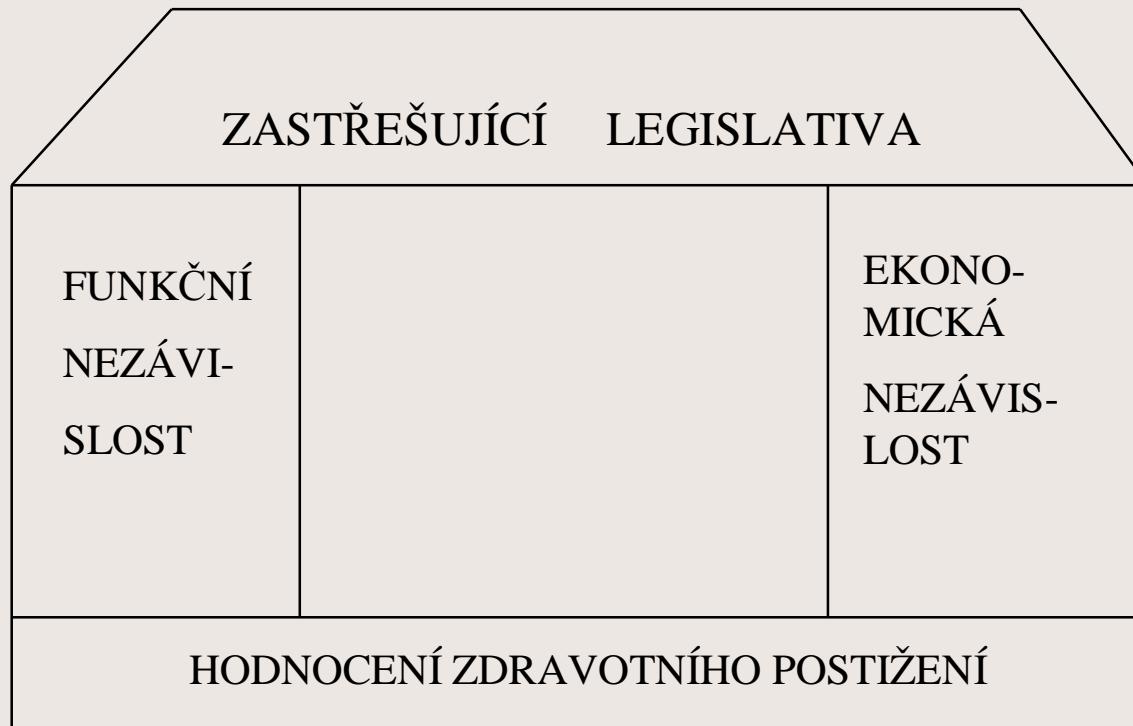 ZASTŘEŠUJÍCÍ LEGISLATIVA
FUNKČNÍ
NEZÁVI-
SLOST
EKONO-
MICKÁ
NEZÁVIS-
LOST
HODNOCENÍ ZDRAVOTNÍHO POSTIŽENÍ